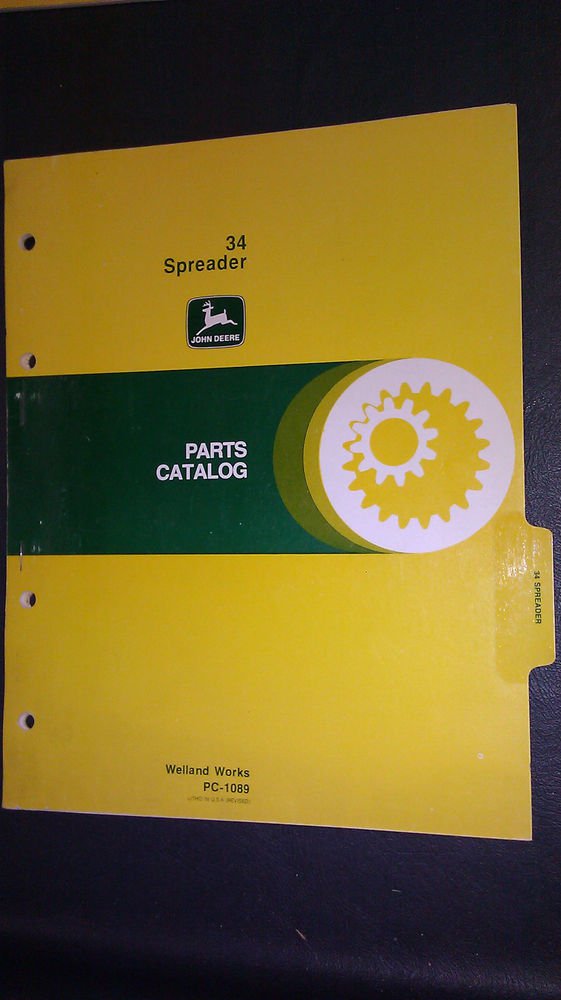 34
Spreader
JOHN DEERE
PARTS
CATALOG
34 SPREADER
Welland Works
PC-1089
LITHO IN U.S.A. (REVISED)